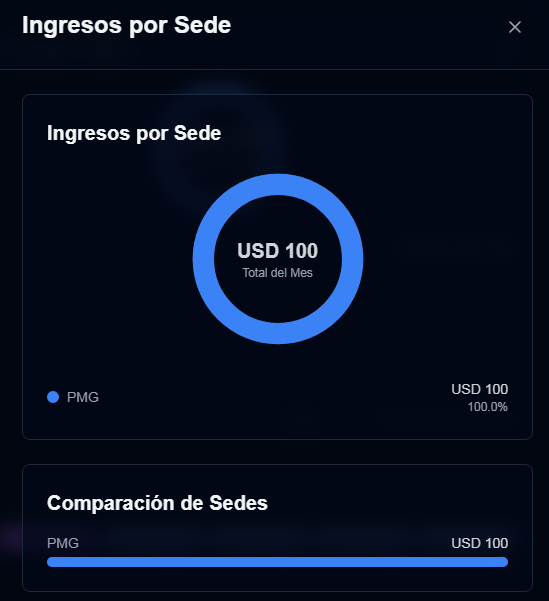 Ingresos por Sede
Ingresos por Sede
USD 100
Total del Mes
PMG
USD 100
100.0%
Comparación de Sedes
PMG
USD 100